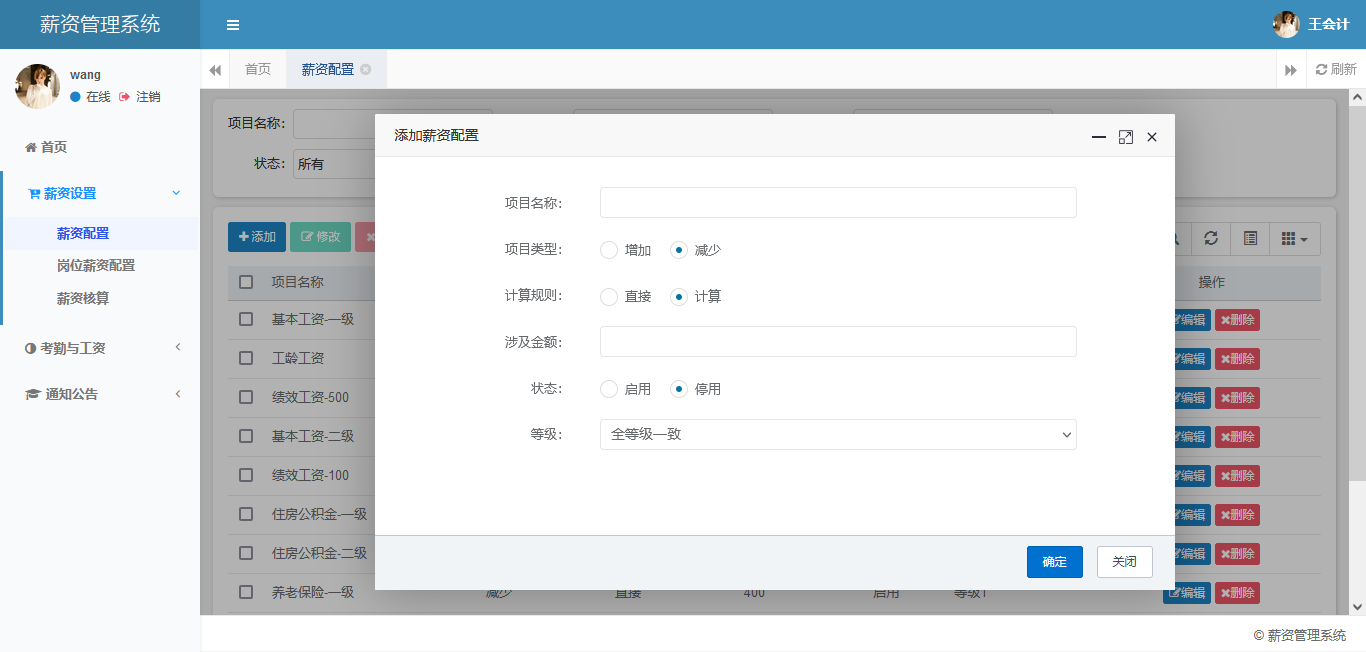 薪资管理系统
王会计
wang
在线 注销
首页 薪资配置 刷新
首页
薪资设置
薪资配置
岗位薪资配置
薪资核算
考勤与工资
通知公告
项目名称:
状态: 所有
添加 修改
项目名称 操作
基本工资-一级 编辑 删除
工龄工资 编辑 删除
绩效工资-500 编辑 删除
基本工资-二级 编辑 删除
绩效工资-100 编辑 删除
住房公积金-一级 编辑 删除
住房公积金-二级 编辑 删除
养老保险-一级 减少 直接 400 启用 等级1 编辑 删除
添加薪资配置
项目名称:
项目类型: 增加 减少
计算规则: 直接 计算
涉及金额:
状态: 启用 停用
等级: 全等级一致
确定 关闭
© 薪资管理系统